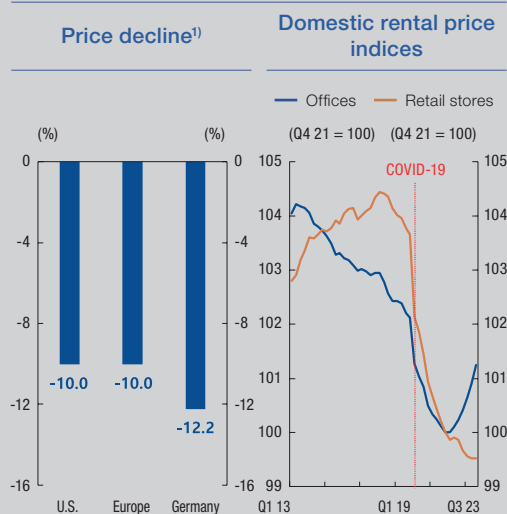 Price decline1)
(%) (%)
0 0
-4 -4
-8 -8
-10.0 -10.0
-12 -12
-12.2
-16 -16
U.S. Europe Germany
Domestic rental price
indices
Offices Retail stores
(Q4 21 = 100) (Q4 21 = 100)
105 105
COVID-19
104 104
103 103
102 102
101 101
100 100
99 99
Q1 13 Q1 19 Q3 23